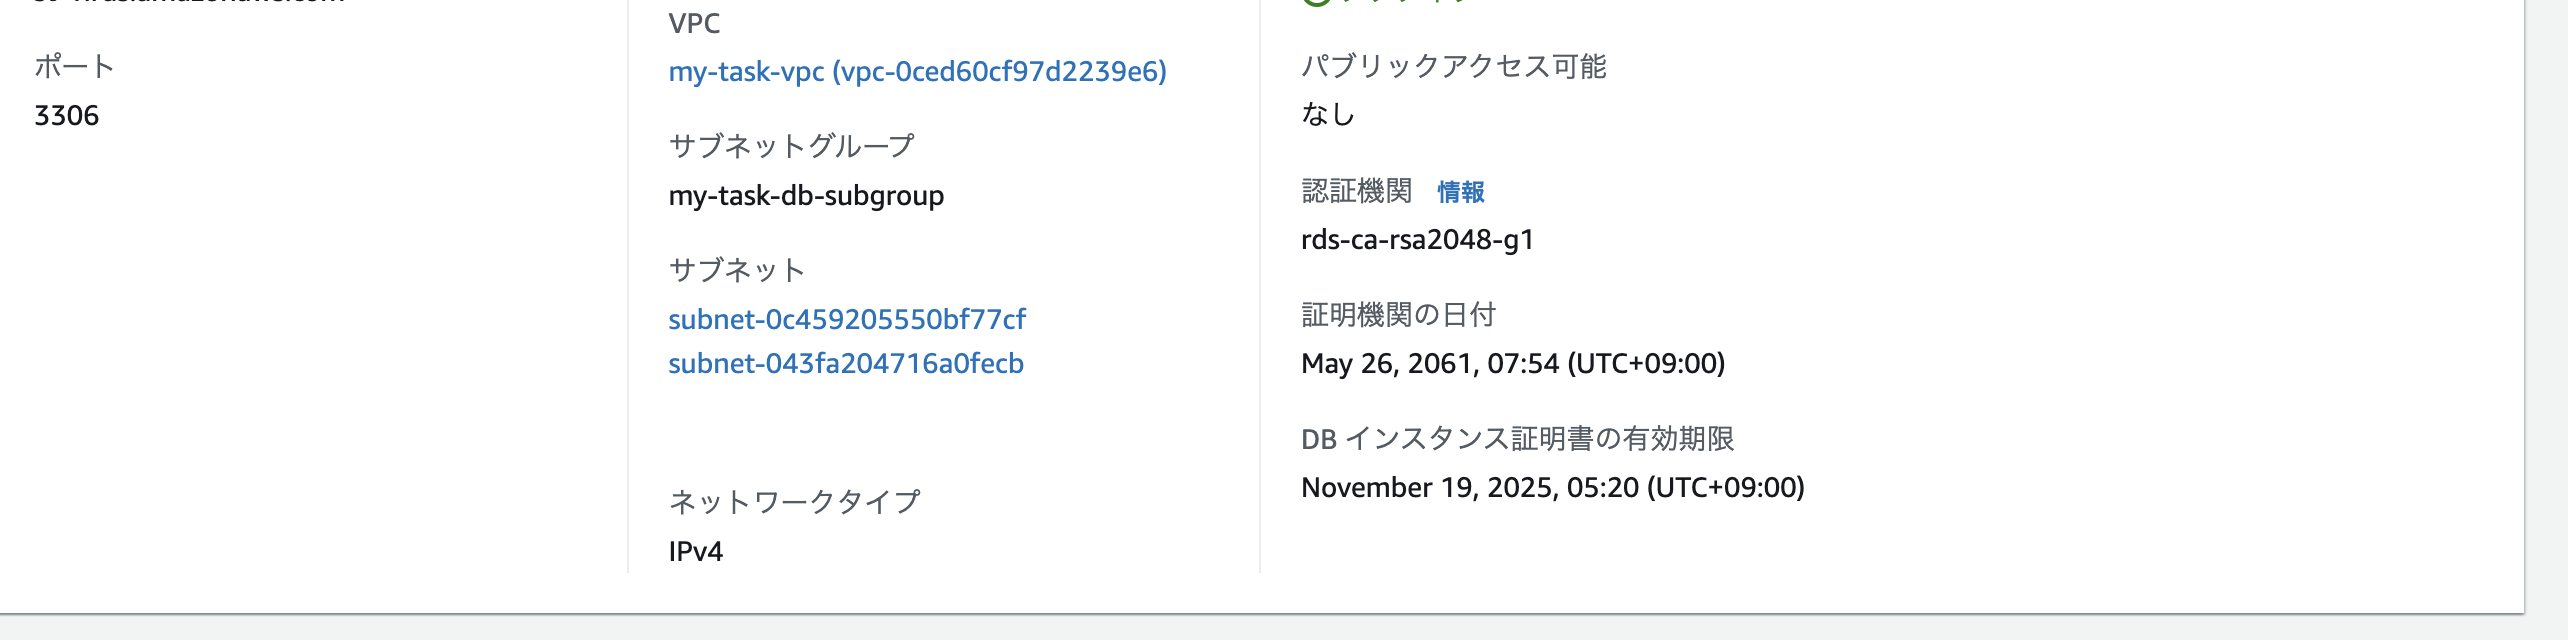 ポート
3306
VPC
my-task-vpc (vpc-0ced60cf97d2239e6)
サブネットグループ
my-task-db-subgroup
サブネット
subnet-0c459205550bf77cf
subnet-043fa204716a0fecb
ネットワークタイプ
IPv4
パブリックアクセス可能
なし
認証機関 情報
rds-ca-rsa2048-g1
証明機関の日付
May 26, 2061, 07:54 (UTC+09:00)
DB インスタンス証明書の有効期限
November 19, 2025, 05:20 (UTC+09:00)